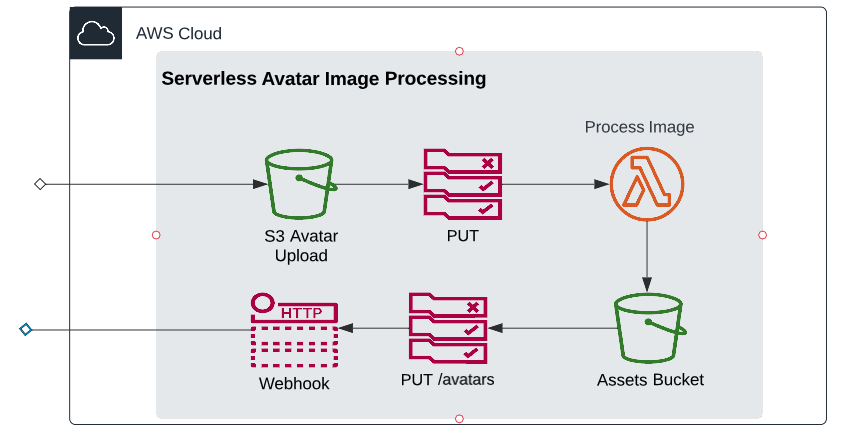 AWS Cloud
Serverless Avatar Image Processing
Process Image
S3 Avatar
Upload
PUT
HTTP
Webhook
PUT /avatars
Assets Bucket